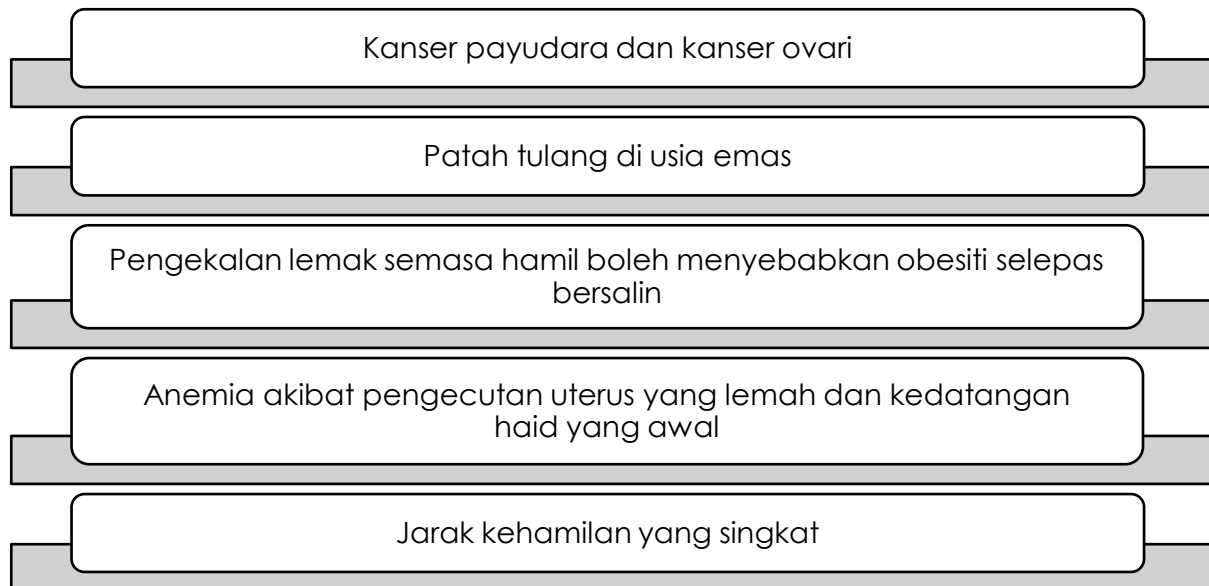 Kanser payudara dan kanser ovari
Patah tulang di usia emas
Pengekalan lemak semasa hamil boleh menyebabkan obesiti selepas
bersalin
Anemia akibat pengecutan uterus yang lemah dan kedatangan
haid yang awal
Jarak kehamilan yang singkat